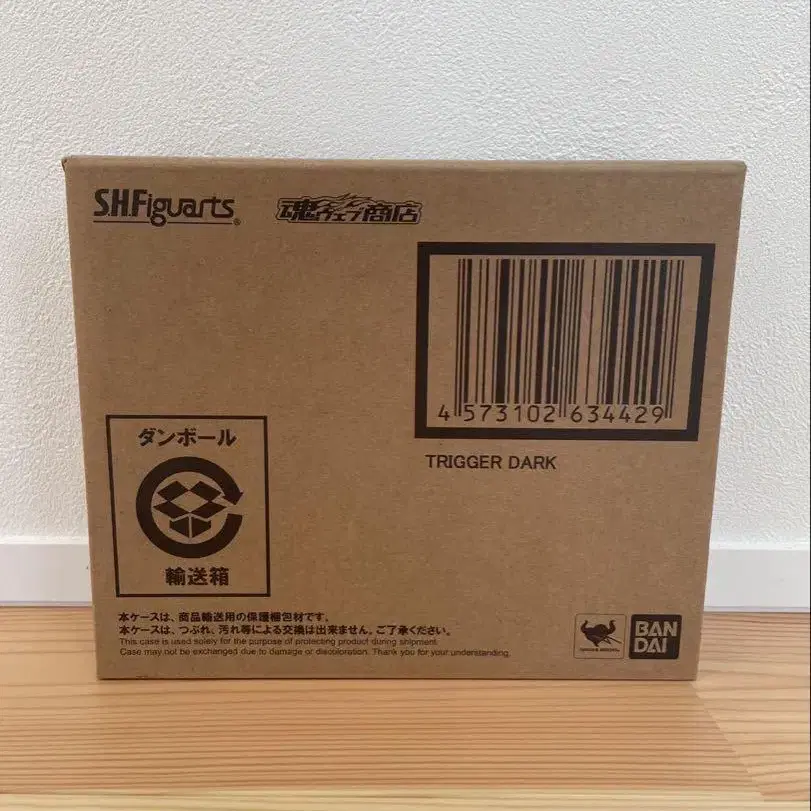 S.H.Figuarts®
魂ウェブ商店
4 573102 634429
TRIGGER DARK
ダンボール
輸送箱
本ケースは、商品輸送用の保護梱包材です。
本ケースは、つぶれ、汚れ等による交換は出来ません。ご了承ください。
This case is used solely for the purpose of protecting product during shipment.
Case may not be exchanged due to damage or discoloration. Thank you for your understanding.
BAN
DAI